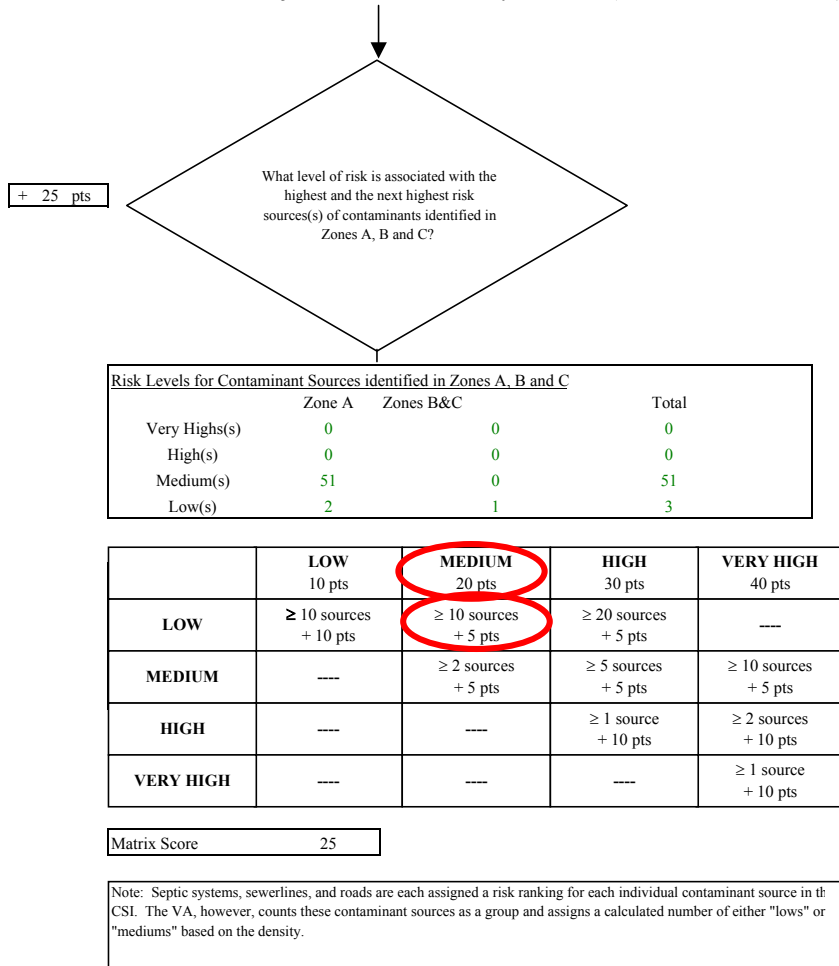 + 25 pts
What level of risk is associated with the
highest and the next highest risk
sources(s) of contaminants identified in
Zones A, B and C?
Risk Levels for Contaminant Sources identified in Zones A, B and C
Zone A Zones B&C Total
Very Highs(s) 0 0 0
High(s) 0 0 0
Medium(s) 51 0 51
Low(s) 2 1 3
LOW MEDIUM HIGH VERY HIGH
10 pts 20 pts 30 pts 40 pts
LOW ≥ 10 sources ≥ 10 sources ≥ 20 sources ----
+ 10 pts + 5 pts + 5 pts
MEDIUM ---- ≥ 2 sources ≥ 5 sources ≥ 10 sources
+ 5 pts + 5 pts + 5 pts
HIGH ---- ---- ≥ 1 source ≥ 2 sources
+ 10 pts + 10 pts
VERY HIGH ---- ---- ---- ≥ 1 source
+ 10 pts
Matrix Score 25
Note: Septic systems, sewerlines, and roads are each assigned a risk ranking for each individual contaminant source in th
CSI. The VA, however, counts these contaminant sources as a group and assigns a calculated number of either "lows" or
"mediums" based on the density.